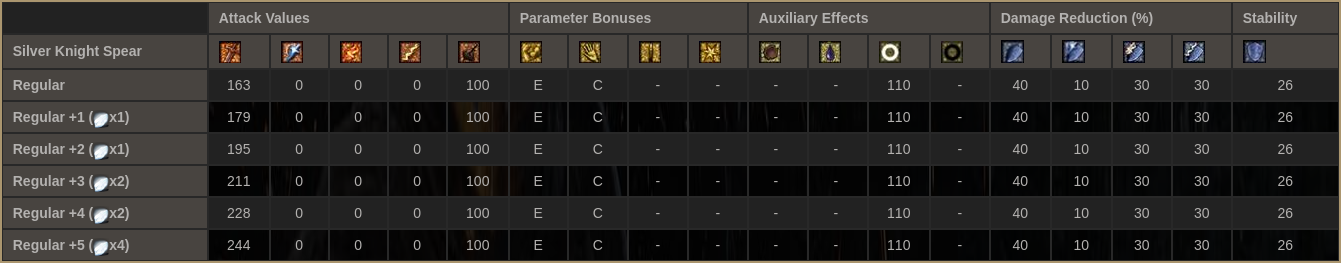 Attack Values Parameter Bonuses Auxiliary Effects Damage Reduction (%) Stability
Silver Knight Spear
Regular 163 0 0 0 100 E C - - - - 110 - 40 10 30 30 26
Regular +1 (x1) 179 0 0 0 100 E C - - - - 110 - 40 10 30 30 26
Regular +2 (x1) 195 0 0 0 100 E C - - - - 110 - 40 10 30 30 26
Regular +3 (x2) 211 0 0 0 100 E C - - - - 110 - 40 10 30 30 26
Regular +4 (x2) 228 0 0 0 100 E C - - - - 110 - 40 10 30 30 26
Regular +5 (x4) 244 0 0 0 100 E C - - - - 110 - 40 10 30 30 26